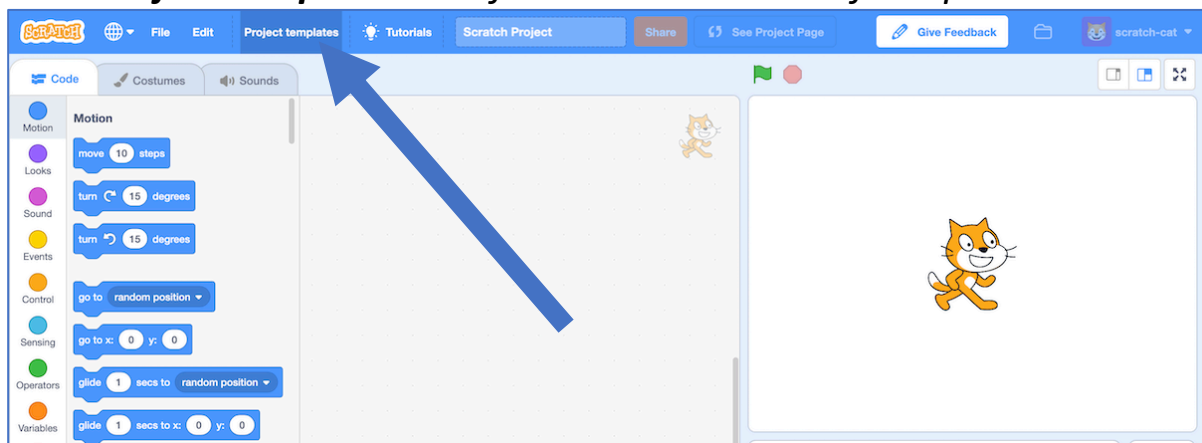 SCRATCH File Edit Project templates Tutorials Scratch Project Share See Project Page Give Feedback scratch-cat
Code Costumes Sounds
Motion
Looks
Sound
Events
Control
Sensing
Operators
Variables
Motion
move 10 steps
turn 15 degrees
turn 15 degrees
go to random position
go to x: 0 y: 0
glide 1 secs to random position
glide 1 secs to x: 0 y: 0